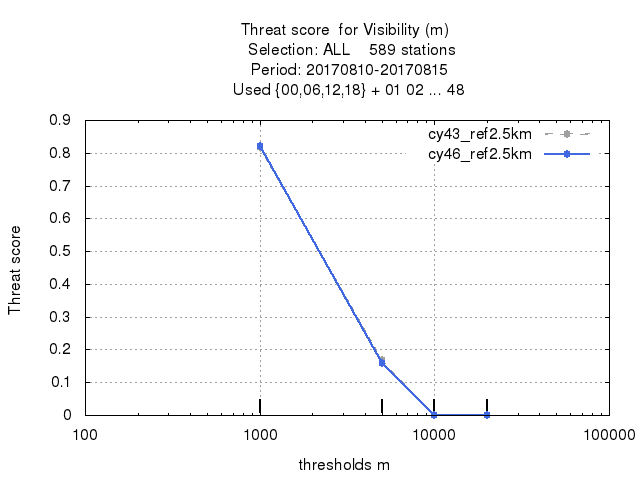 Threat score  for Visibility (m)
Selection: ALL    589 stations
Period: 20170810-20170815
Used {00,06,12,18} + 01 02 ... 48
cy43_ref2.5km
cy46_ref2.5km
0.9
0.8
0.7
0.6
0.5
0.4
0.3
0.2
0.1
0
Threat score
100
1000
10000
100000
thresholds m